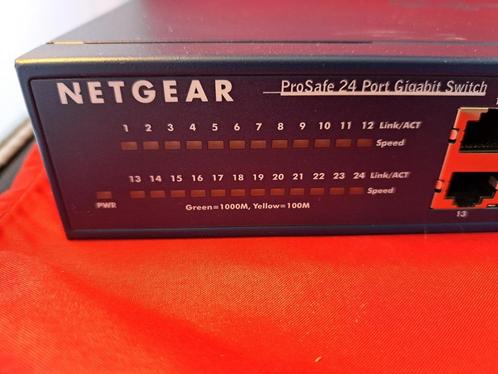 NETGEAR
ProSafe 24 Port Gigabit Switch
1 2 3 4 5 6 7 8 9 10 11 12 Link/ACT
Speed
13 14 15 16 17 18 19 20 21 22 23 24 Link/ACT
Speed
PWR
Green=1000M, Yellow=100M
13